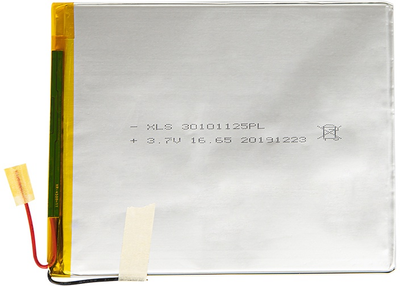 - XLS 30101125PL
+ 3.7V 16.65 20191223